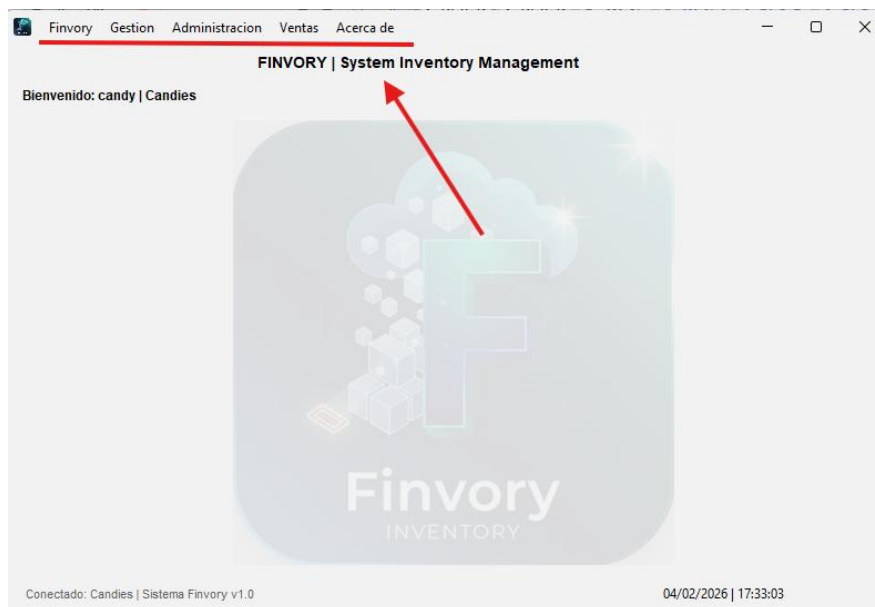 Finvory Gestion Administracion Ventas Acerca de
FINVORY | System Inventory Management
Bienvenido: candy | Candies
F
Finvory
INVENTORY
Conectado: Candies | Sistema Finvory v1.0 04/02/2026 | 17:33:03